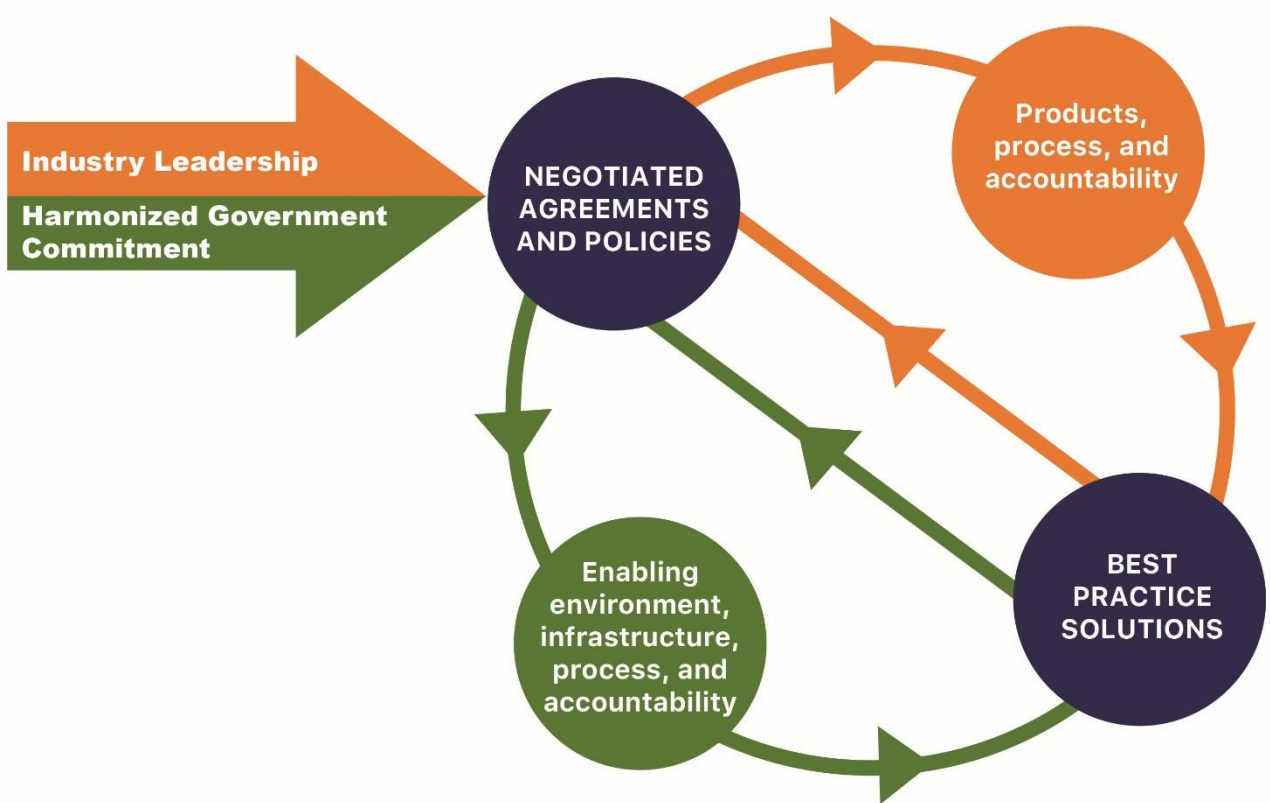 Industry Leadership
Harmonized Government
Commitment
NEGOTIATED
AGREEMENTS
AND POLICIES
Products,
process, and
accountability
Enabling
environment,
infrastructure,
process, and
accountability
BEST
PRACTICE
SOLUTIONS